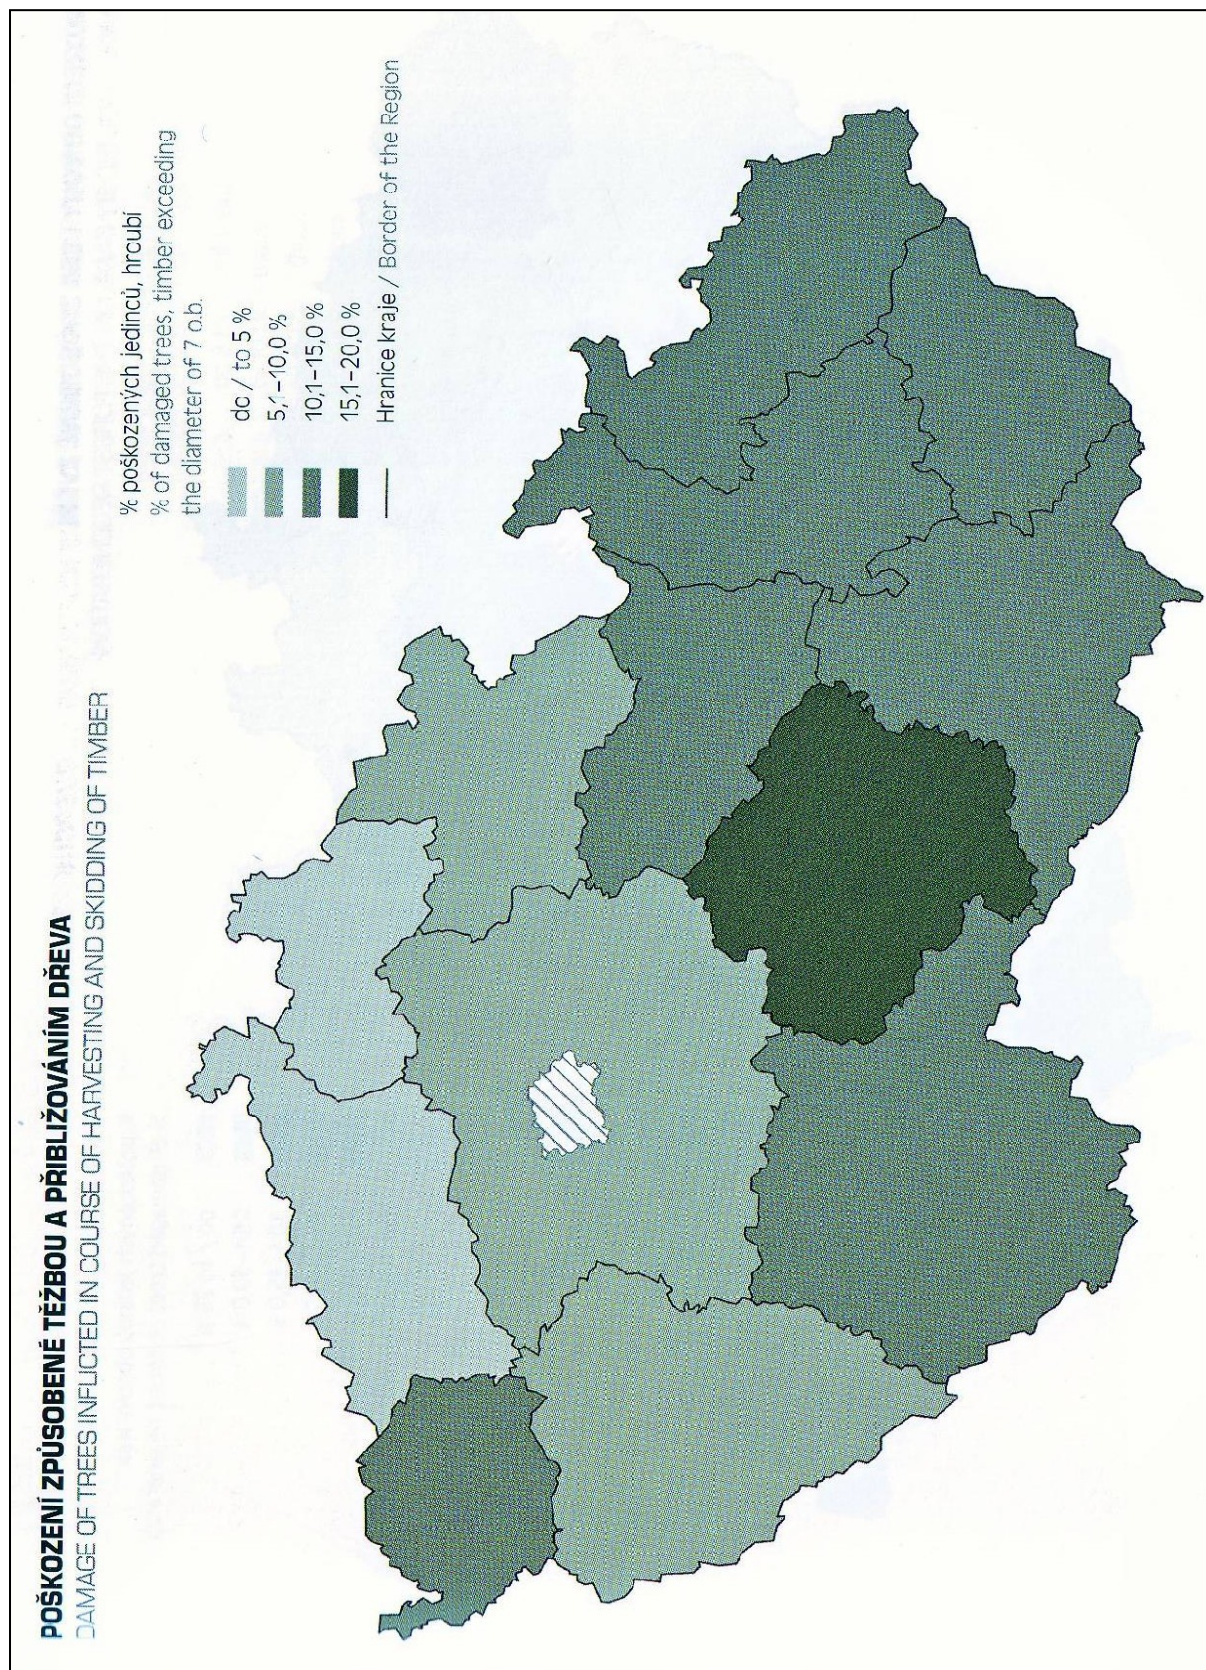 POŠKOZENÍ ZPŮSOBENÉ TĚŽBOU A PŘIBLIŽOVÁNÍM DŘEVA
DAMAGE OF TREES INFLICTED IN COURSE OF HARVESTING AND SKIDDING OF TIMBER
% poškozených jedinců, hrcubí
% of damaged trees, timber exceeding
the diameter of 7 o.b.
dc / to 5 %
5,1–10,0 %
10,1–15,0 %
15,1–20,0 %
Hranice kraje / Border of the Region